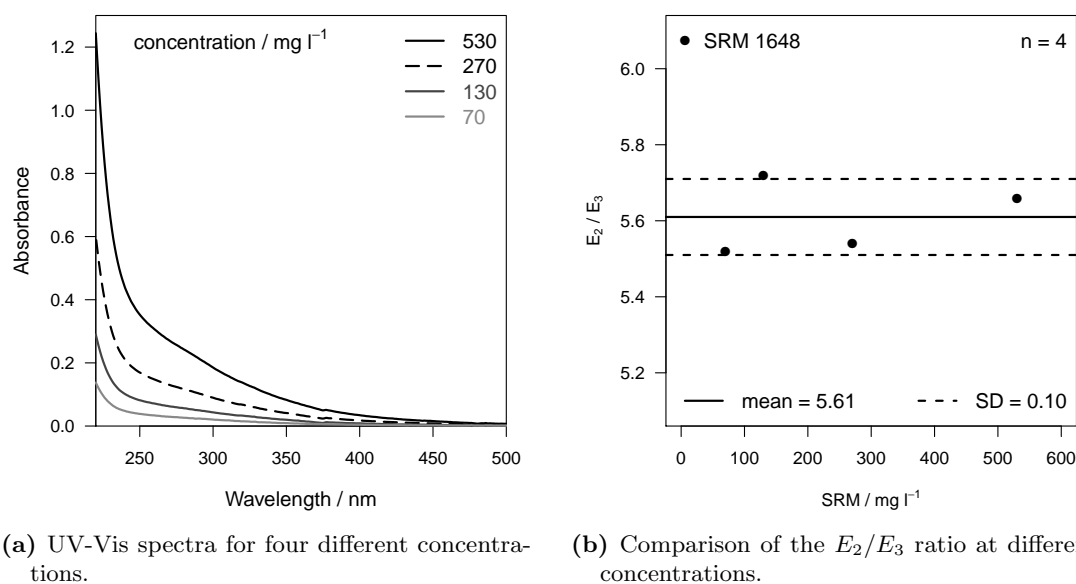 concentration / mg l⁻¹
530
270
130
70
1.2
1.0
0.8
0.6
0.4
0.2
0.0
Absorbance
250 300 350 400 450 500
Wavelength / nm
(a) UV-Vis spectra for four different concentra-
tions.
SRM 1648 n = 4
6.0
5.8
5.6
5.4
5.2
E₂ / E₃
mean = 5.61 SD = 0.10
0 100 200 300 400 500 600
SRM / mg l⁻¹
(b) Comparison of the E₂/E₃ ratio at differen
concentrations.